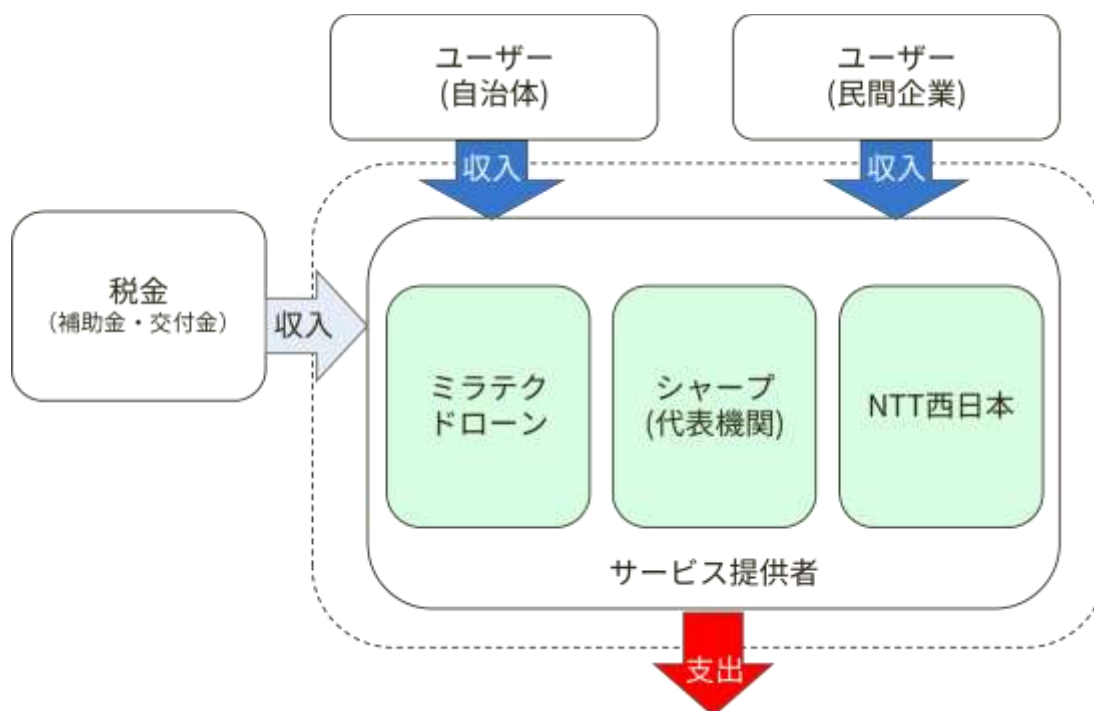 ユーザー
(自治体)
ユーザー
(民間企業)
収入
収入
税金
（補助金・交付金）
収入
ミラテク
ドローン
シャープ
(代表機関)
NTT西日本
サービス提供者
支出